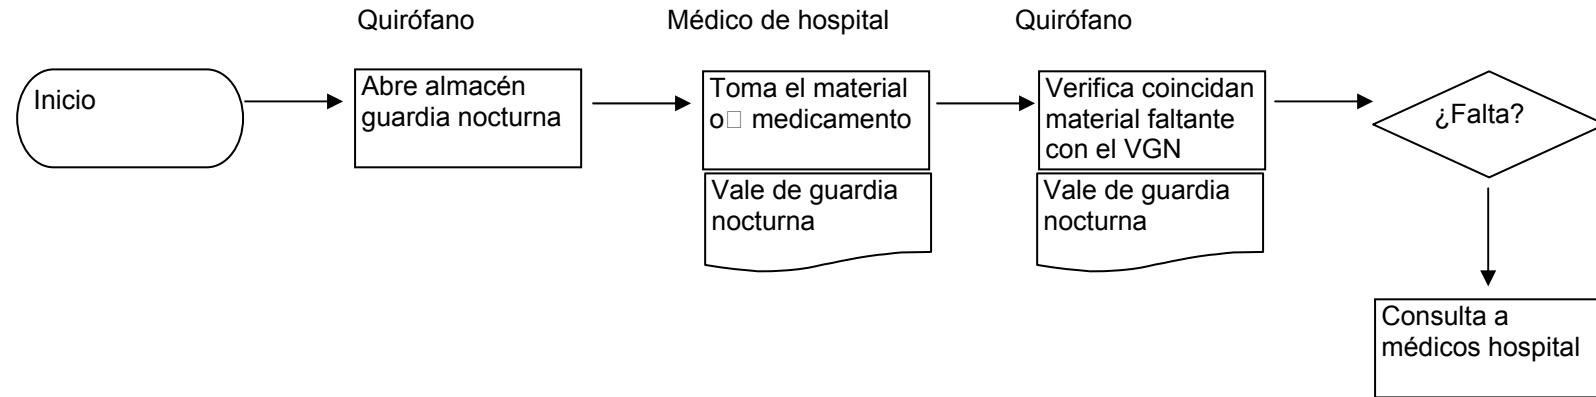 Quirófano
Médico de hospital
Quirófano
Inicio
Abre almacén
guardia nocturna
Toma el material
o□ medicamento
Vale de guardia
nocturna
Verifica coincidan
material faltante
con el VGN
Vale de guardia
nocturna
¿Falta?
Consulta a
médicos hospital